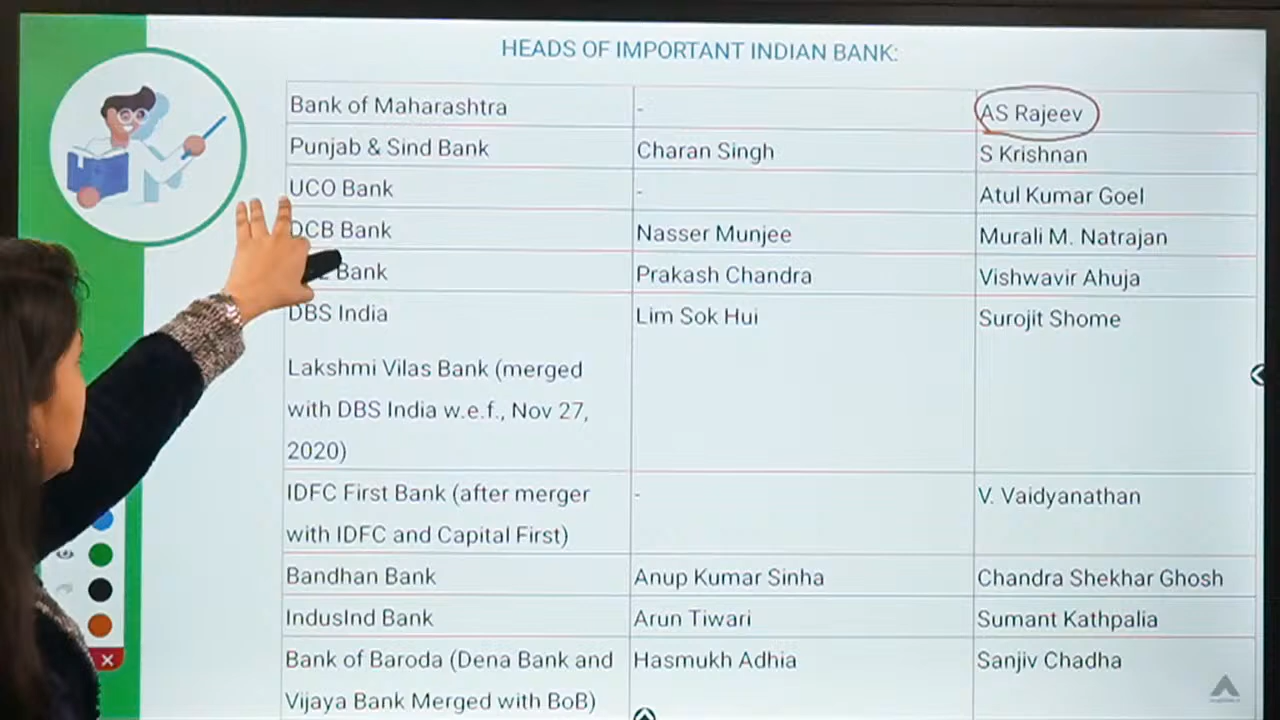 HEADS OF IMPORTANT INDIAN BANK:
Bank of Maharashtra - AS Rajeev
Punjab & Sind Bank Charan Singh S Krishnan
UCO Bank - Atul Kumar Goel
DCB Bank Nasser Munjee Murali M. Natrajan
Bank Prakash Chandra Vishwavir Ahuja
DBS India Lim Sok Hui Surojit Shome
Lakshmi Vilas Bank (merged
with DBS India w.e.f., Nov 27,
2020)
IDFC First Bank (after merger - V. Vaidyanathan
with IDFC and Capital First)
Bandhan Bank Anup Kumar Sinha Chandra Shekhar Ghosh
IndusInd Bank Arun Tiwari Sumant Kathpalia
Bank of Baroda (Dena Bank and Hasmukh Adhia Sanjiv Chadha
Vijaya Bank Merged with BoB)